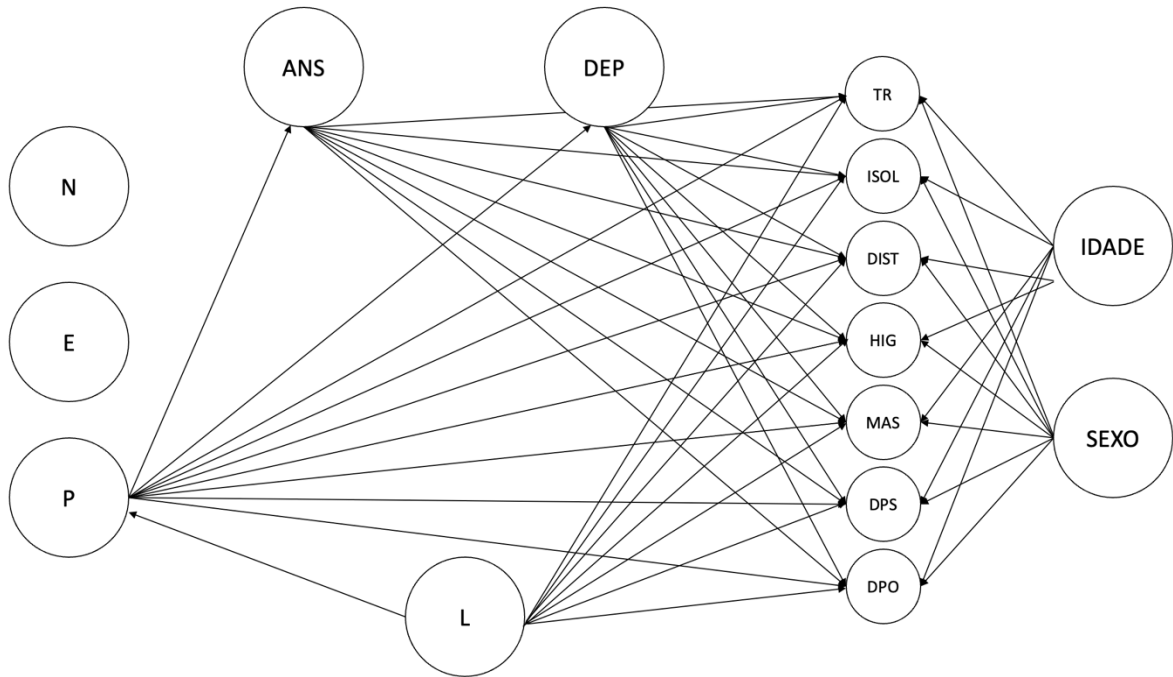 ANS
DEP
TR
N
ISOL
IDADE
DIST
E
HIG
MAS
SEXO
P
DPS
DPO
L